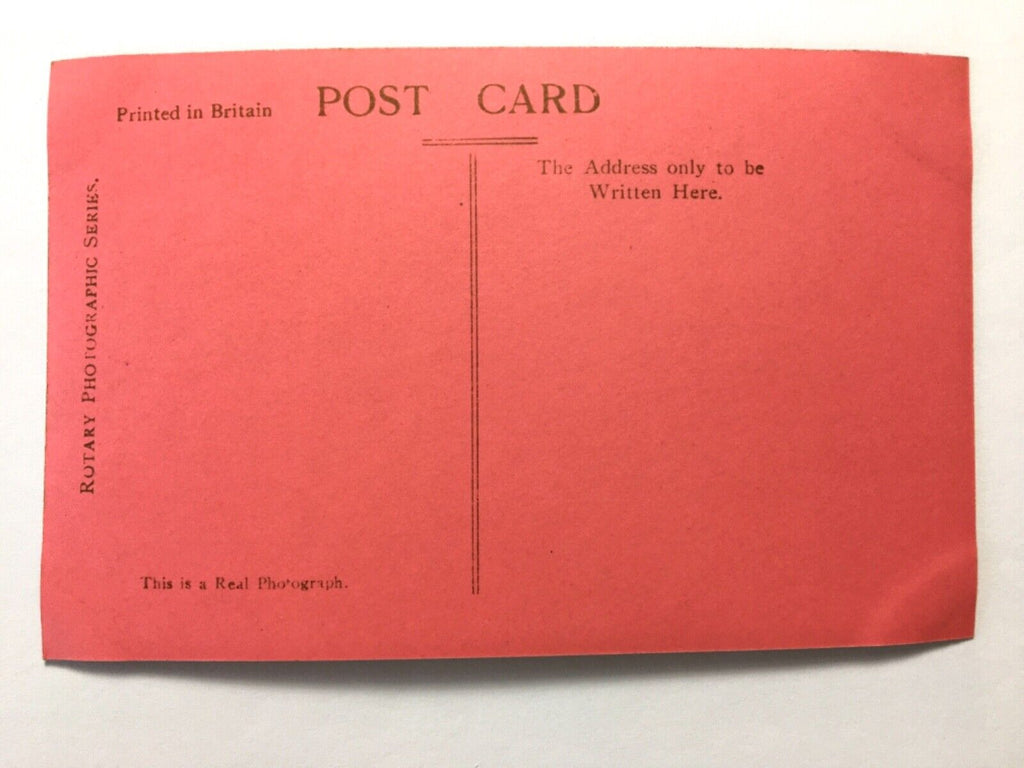 Printed in Britain
POST CARD
The Address only to be
Written Here.
ROTARY PHOTOGRAPHIC SERIES.
This is a Real Photograph.